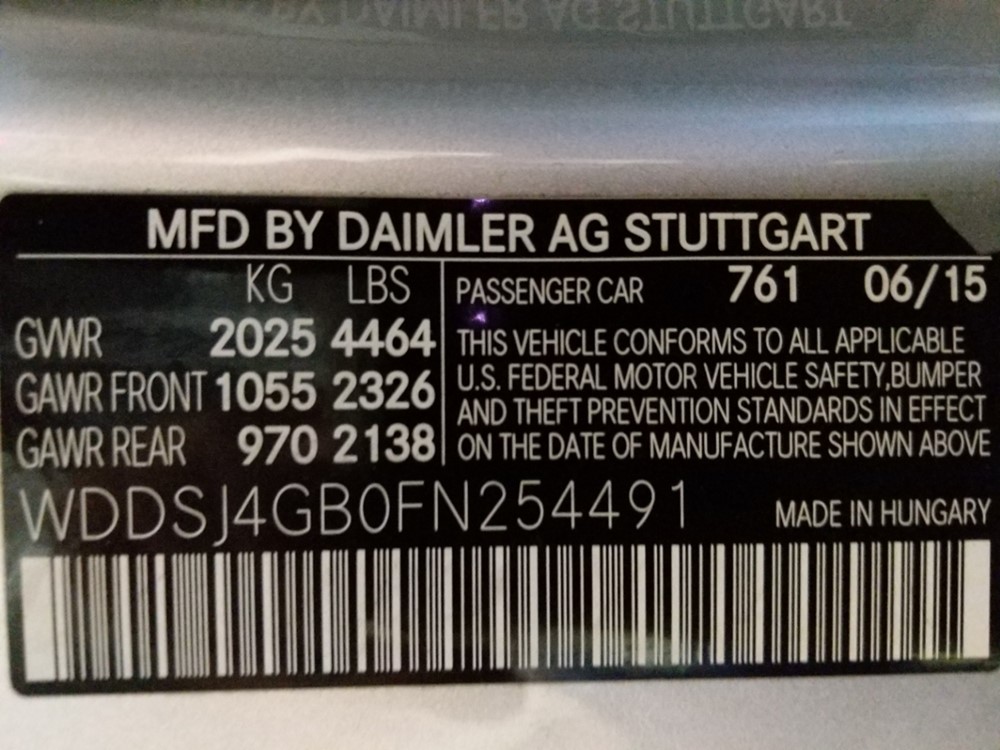 MFD BY DAIMLER AG STUTTGART
KG LBS
GVWR 2025 4464
GAWR FRONT 1055 2326
GAWR REAR 970 2138
PASSENGER CAR 761 06/15
THIS VEHICLE CONFORMS TO ALL APPLICABLE
U.S. FEDERAL MOTOR VEHICLE SAFETY,BUMPER
AND THEFT PREVENTION STANDARDS IN EFFECT
ON THE DATE OF MANUFACTURE SHOWN ABOVE
WDDSJ4GB0FN254491
MADE IN HUNGARY